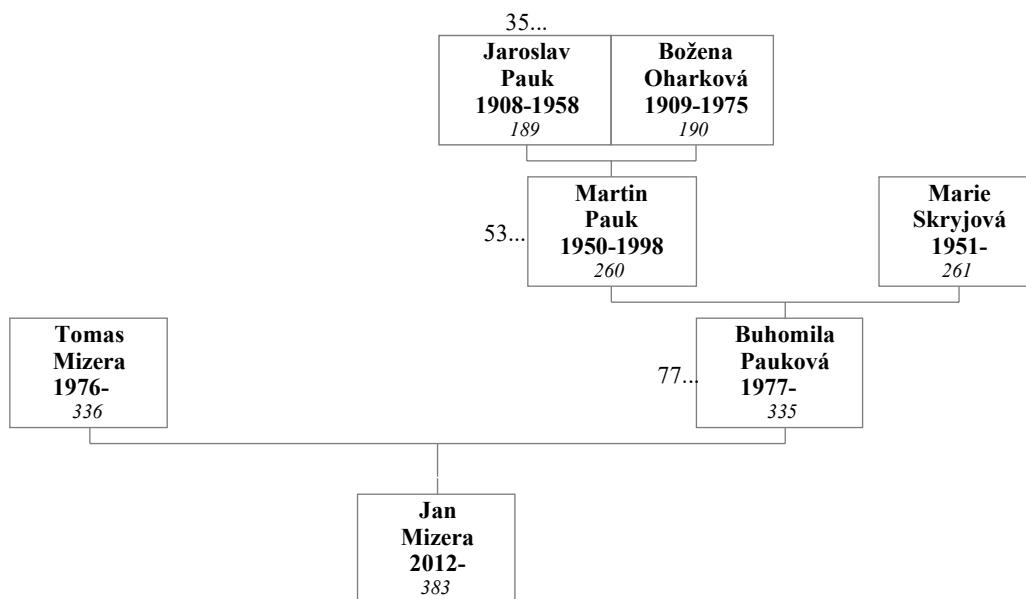 35...
Jaroslav
Pauk
1908-1958
189
Božena
Oharková
1909-1975
190
53...
Martin
Pauk
1950-1998
260
Marie
Skryjová
1951-
261
Tomas
Mizera
1976-
336
77...
Buhomila
Pauková
1977-
335
Jan
Mizera
2012-
383